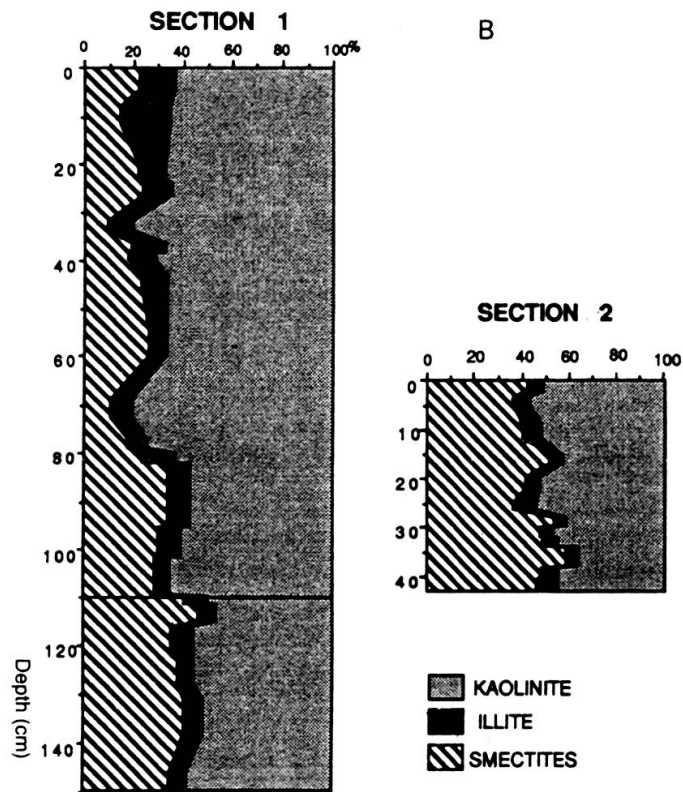 SECTION 1
B
0 20 40 60 80 100%
0
20
40
60
80
100
120
140
Depth (cm)
SECTION 2
0 20 40 60 80 100
0
10
20
30
40
KAOLINITE
ILLITE
SMECTITES